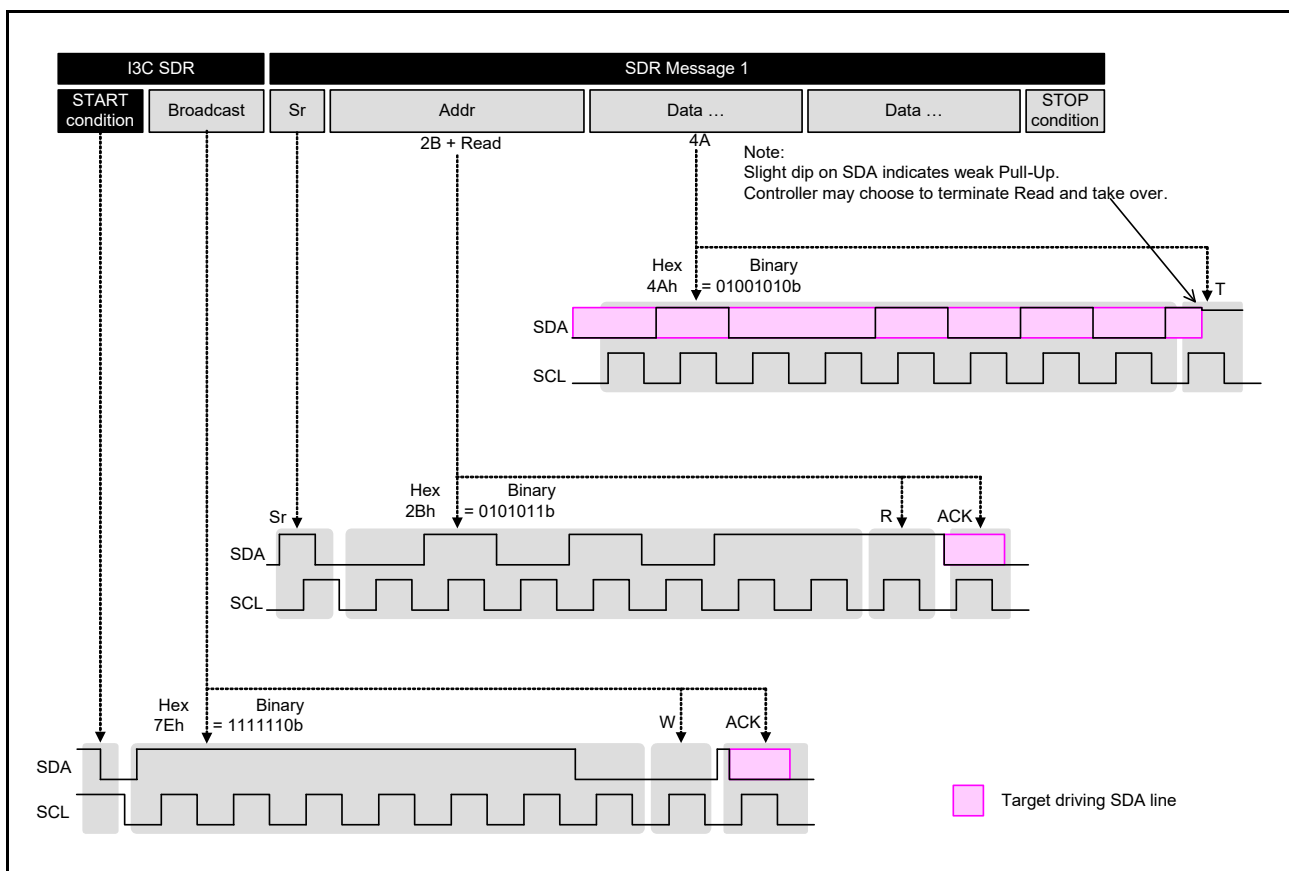 I3C SDR
SDR Message 1
START
condition
Broadcast
Sr
Addr
Data …
Data …
STOP
condition
2B + Read
4A
Note:
Slight dip on SDA indicates weak Pull-Up.
Controller may choose to terminate Read and take over.
Hex
Binary
4Ah
= 01001010b
T
SDA
SCL
Hex
Binary
2Bh
= 0101011b
Sr
R
ACK
SDA
SCL
Hex
Binary
7Eh
= 1111110b
W
ACK
SDA
SCL
Target driving SDA line